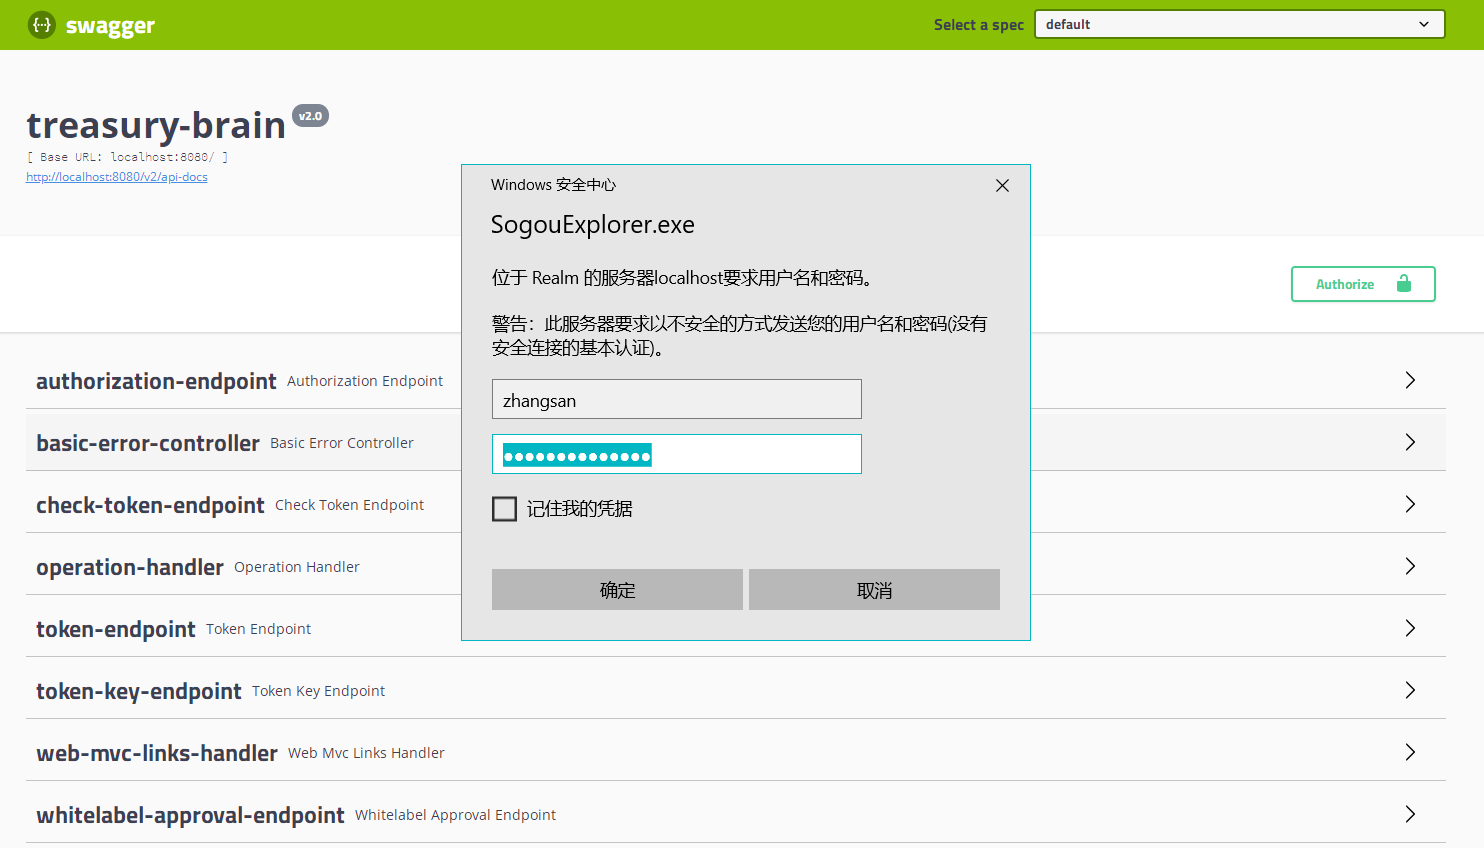 swagger
Select a spec
default
treasury-brain v2.0
[ Base URL: localhost:8080/ ]
http://localhost:8080/v2/api-docs
Windows 安全中心
SogouExplorer.exe
位于 Realm 的服务器localhost要求用户名和密码。
警告：此服务器要求以不安全的方式发送您的用户名和密码(没有
安全连接的基本认证)。
zhangsan
记住我的凭据
确定
取消
Authorize
authorization-endpoint Authorization Endpoint
basic-error-controller Basic Error Controller
check-token-endpoint Check Token Endpoint
operation-handler Operation Handler
token-endpoint Token Endpoint
token-key-endpoint Token Key Endpoint
web-mvc-links-handler Web Mvc Links Handler
whitelabel-approval-endpoint Whitelabel Approval Endpoint